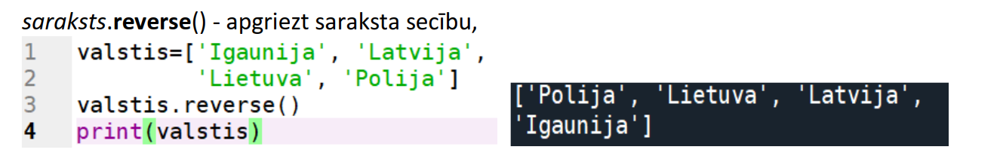 saraksts.reverse() - apgriezt saraksta secību,
1 valstis=['Igaunija', 'Latvija',
2 'Lietuva', 'Polija']
3 valstis.reverse()
4 print(valstis)
['Polija', 'Lietuva', 'Latvija',
'Igaunija']